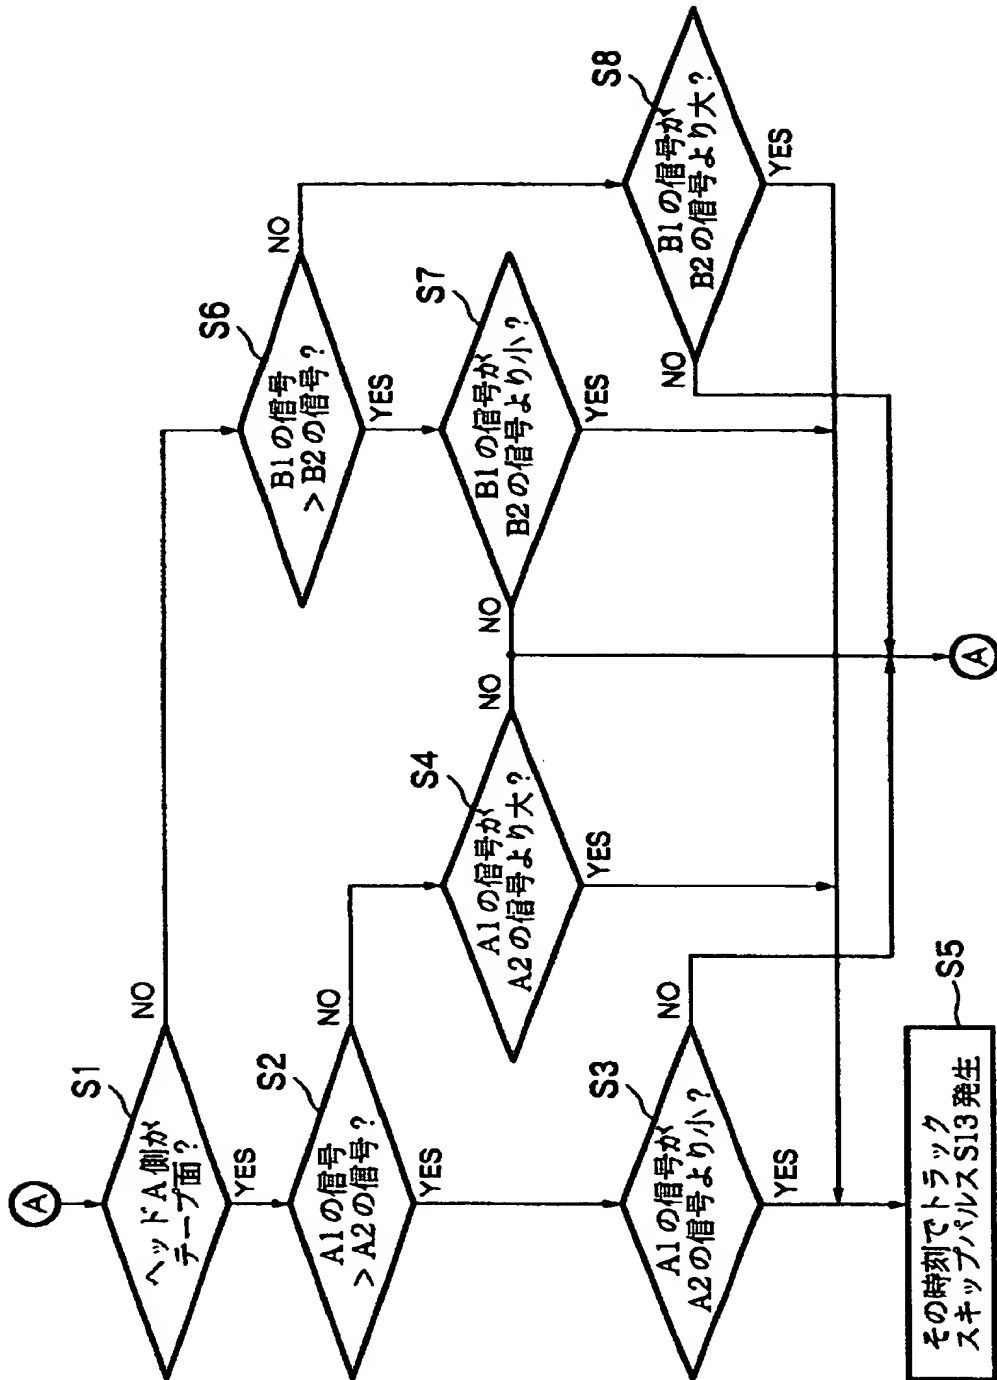 A
S1
ヘッドA側が
テープ面？
NO
YES
S2
A1の信号
＞A2の信号？
NO
YES
S3
A1の信号が
A2の信号より小？
NO
YES
S4
A1の信号が
A2の信号より大？
NO
YES
S5
その時刻でトラック
スキップパルスS13発生
S6
B1の信号
＞B2の信号？
NO
YES
S7
B1の信号が
B2の信号より小？
NO
YES
S8
B1の信号が
B2の信号より大？
NO
YES
A